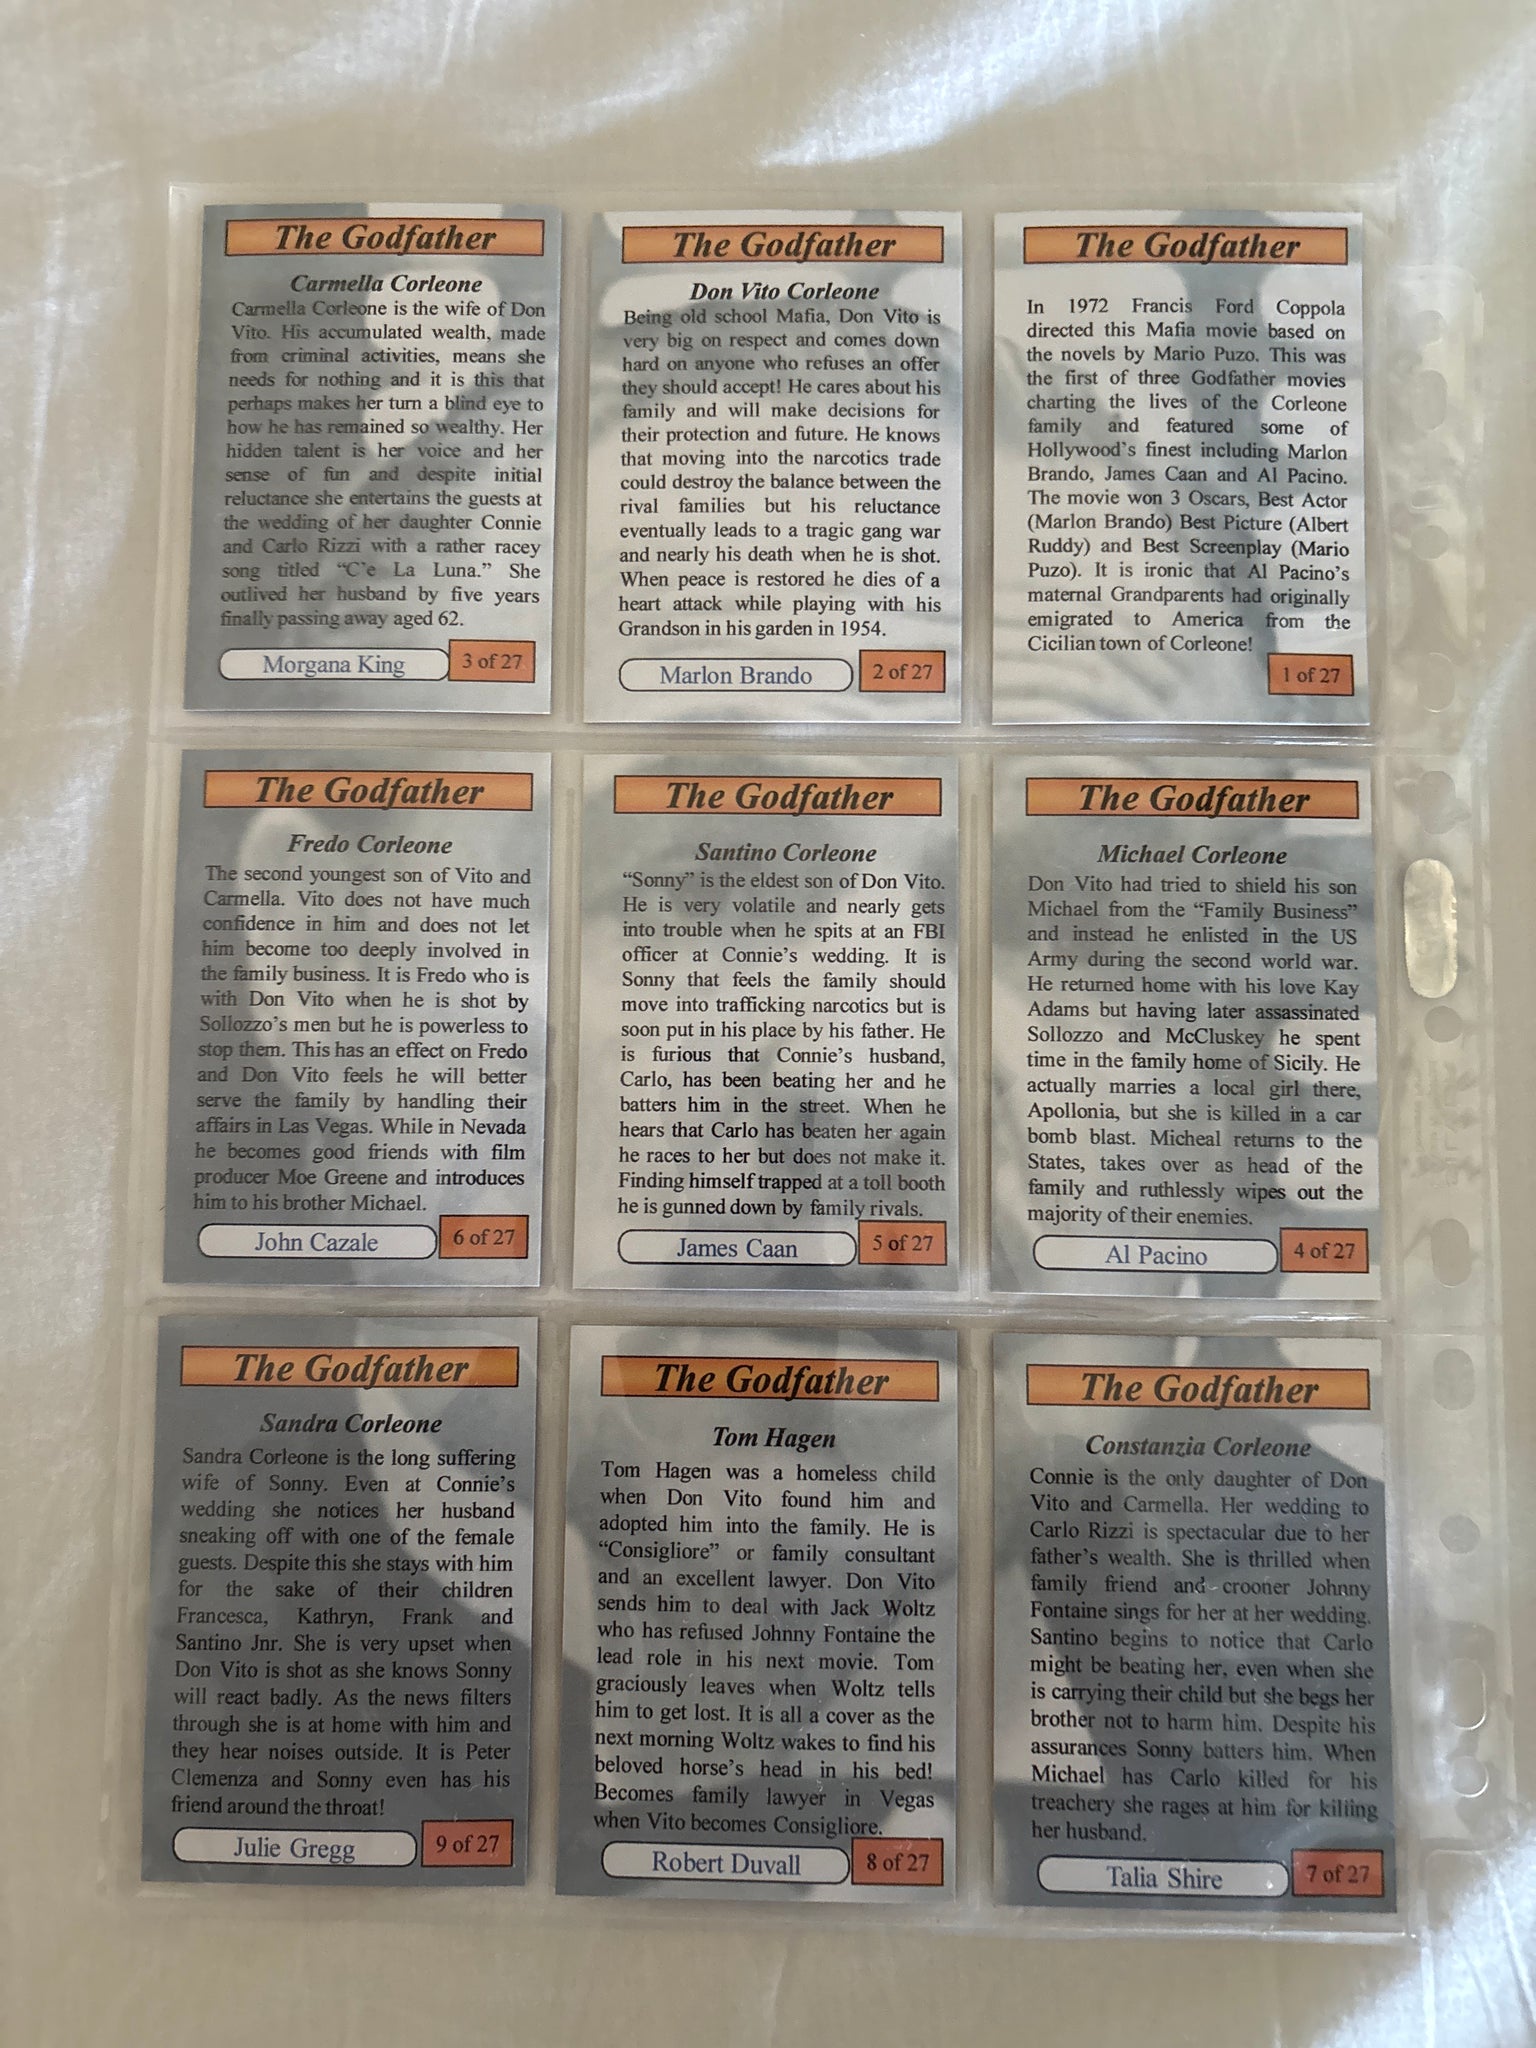 The Godfather
Carmella Corleone
Carmella Corleone is the wife of Don
Vito. His accumulated wealth, made
from criminal activities, means she
needs for nothing and it is this that
perhaps makes her turn a blind eye to
how he has remained so wealthy. Her
hidden talent is her voice and her
sense of fun and despite initial
reluctance she entertains the guests at
the wedding of her daughter Connie
and Carlo Rizzi with a rather racey
song titled “C’e La Luna.” She
outlived her husband by five years
finally passing away aged 62.
Morgana King
3 of 27
The Godfather
Don Vito Corleone
Being old school Mafia, Don Vito is
very big on respect and comes down
hard on anyone who refuses an offer
they should accept! He cares about his
family and will make decisions for
their protection and future. He knows
that moving into the narcotics trade
could destroy the balance between the
rival families but his reluctance
eventually leads to a tragic gang war
and nearly his death when he is shot.
When peace is restored he dies of a
heart attack while playing with his
Grandson in his garden in 1954.
Marlon Brando
2 of 27
The Godfather
In 1972 Francis Ford Coppola
directed this Mafia movie based on
the novels by Mario Puzo. This was
the first of three Godfather movies
charting the lives of the Corleone
family and featured some of
Hollywood’s finest including Marlon
Brando, James Caan and Al Pacino.
The movie won 3 Oscars, Best Actor
(Marlon Brando) Best Picture (Albert
Ruddy) and Best Screenplay (Mario
Puzo). It is ironic that Al Pacino’s
maternal Grandparents had originally
emigrated to America from the
Cicilian town of Corleone!
1 of 27
The Godfather
Fredo Corleone
The second youngest son of Vito and
Carmella. Vito does not have much
confidence in him and does not let
him become too deeply involved in
the family business. It is Fredo who is
with Don Vito when he is shot by
Sollozzo’s men but he is powerless to
stop them. This has an effect on Fredo
and Don Vito feels he will better
serve the family by handling their
affairs in Las Vegas. While in Nevada
he becomes good friends with film
producer Moe Greene and introduces
him to his brother Michael.
John Cazale
6 of 27
The Godfather
Santino Corleone
“Sonny” is the eldest son of Don Vito.
He is very volatile and nearly gets
into trouble when he spits at an FBI
officer at Connie’s wedding. It is
Sonny that feels the family should
move into trafficking narcotics but is
soon put in his place by his father. He
is furious that Connie’s husband,
Carlo, has been beating her and he
batters him in the street. When he
hears that Carlo has beaten her again
he races to her but does not make it.
Finding himself trapped at a toll booth
he is gunned down by family rivals.
James Caan
5 of 27
The Godfather
Michael Corleone
Don Vito had tried to shield his son
Michael from the “Family Business”
and instead he enlisted in the US
Army during the second world war.
He returned home with his love Kay
Adams but having later assassinated
Sollozzo and McCluskey he spent
time in the family home of Sicily. He
actually marries a local girl there,
Apollonia, but she is killed in a car
bomb blast. Micheal returns to the
States, takes over as head of the
family and ruthlessly wipes out the
majority of their enemies.
Al Pacino
4 of 27
The Godfather
Sandra Corleone
Sandra Corleone is the long suffering
wife of Sonny. Even at Connie’s
wedding she notices her husband
sneaking off with one of the female
guests. Despite this she stays with him
for the sake of their children
Francesca, Kathryn, Frank and
Santino Jnr. She is very upset when
Don Vito is shot as she knows Sonny
will react badly. As the news filters
through she is at home with him and
they hear noises outside. It is Peter
Clemenza and Sonny even has his
friend around the throat!
Julie Gregg
9 of 27
The Godfather
Tom Hagen
Tom Hagen was a homeless child
when Don Vito found him and
adopted him into the family. He is
“Consigliore” or family consultant
and an excellent lawyer. Don Vito
sends him to deal with Jack Woltz
who has refused Johnny Fontaine the
lead role in his next movie. Tom
graciously leaves when Woltz tells
him to get lost. It is all a cover as the
next morning Woltz wakes to find his
beloved horse’s head in his bed!
Becomes family lawyer in Vegas
when Vito becomes Consigliore.
Robert Duvall
8 of 27
The Godfather
Constanzia Corleone
Connie is the only daughter of Don
Vito and Carmella. Her wedding to
Carlo Rizzi is spectacular due to her
father’s wealth. She is thrilled when
family friend and crooner Johnny
Fontaine sings for her at her wedding.
Santino begins to notice that Carlo
might be beating her, even when she
is carrying their child but she begs her
brother not to harm him. Despite his
assurances Sonny batters him. When
Michael has Carlo killed for his
treachery she rages at him for killing
her husband.
Talia Shire
7 of 27